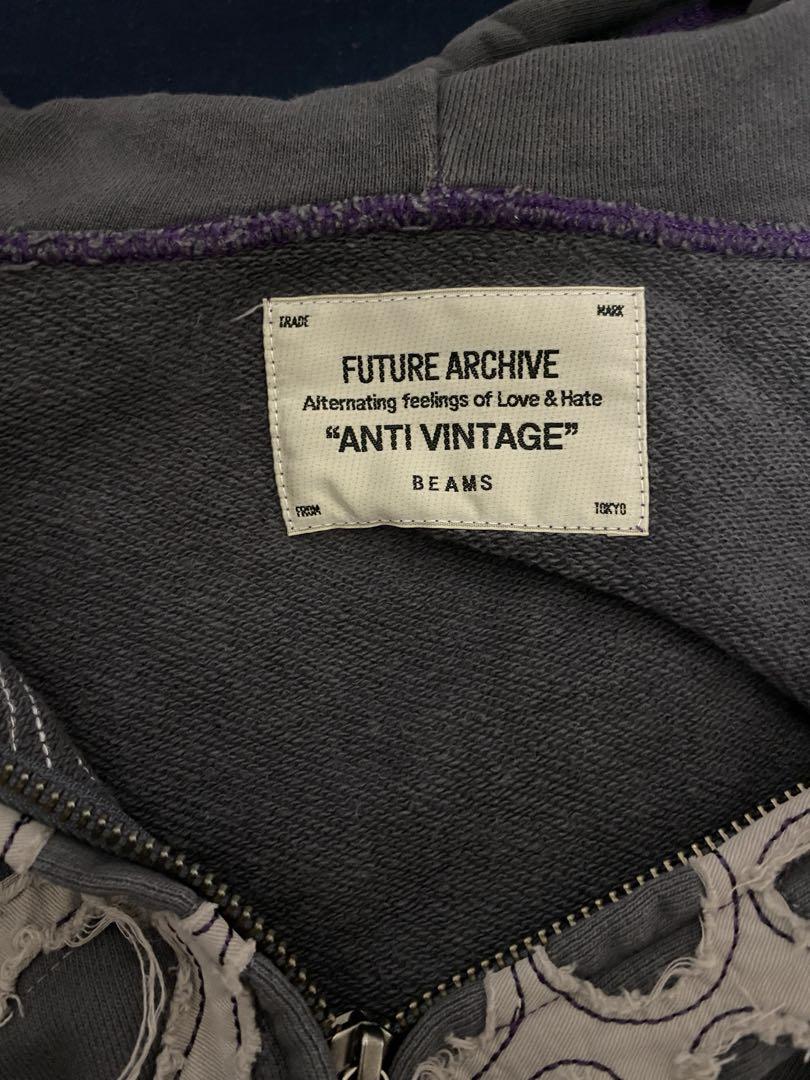 TRADE MARK
FUTURE ARCHIVE
Alternating feelings of Love & Hate
“ANTI VINTAGE”
BEAMS
FROM TOKYO